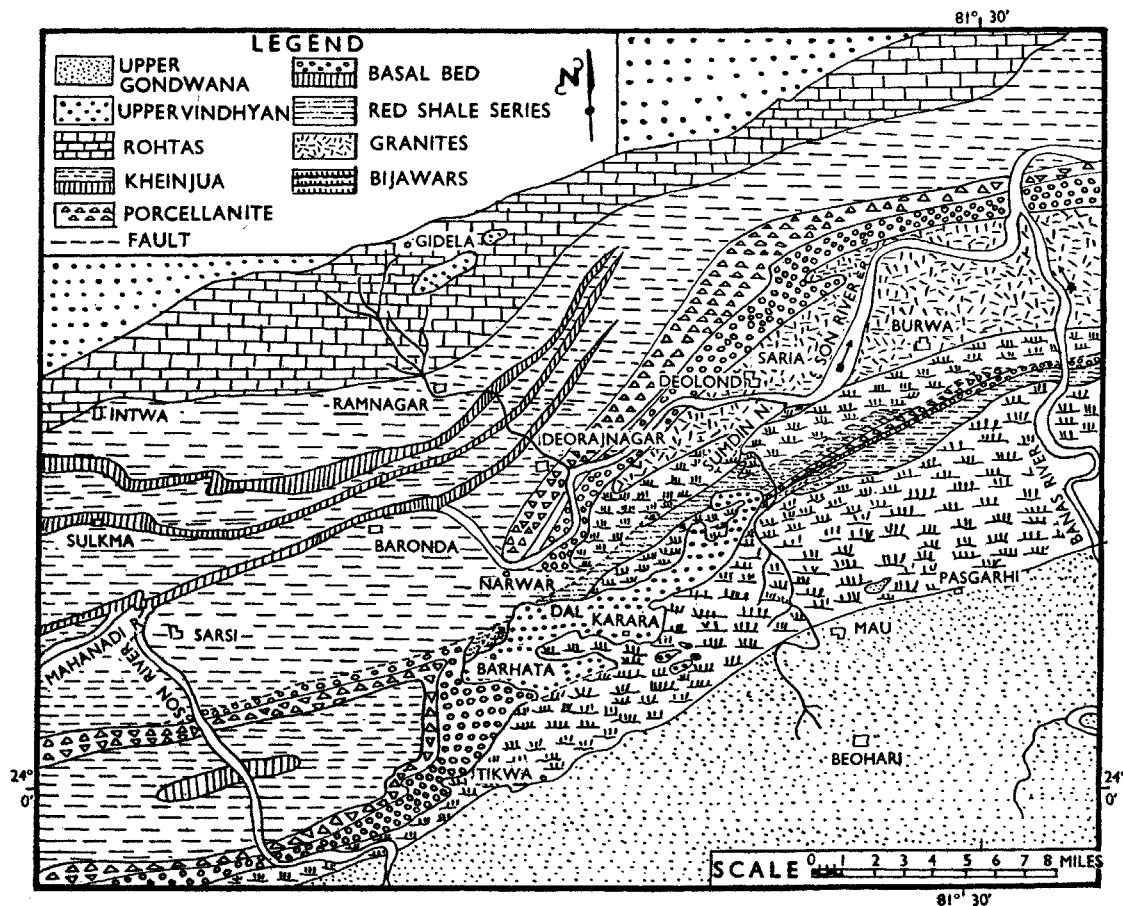 81° 30'
LEGEND
UPPER GONDWANA
BASAL BED
UPPER VINDHYAN
RED SHALE SERIES
ROHTAS
GRANITES
KHEINJUA
BIJAWARS
PORCELLANITE
FAULT
N
GIDELA
BURWA
SARIA
SON RIVER
DEOLOND
INTWA
RAMNAGAR
DEORAJNAGAR
SUNDIN N.
BANAS RIVER
SULKMA
BARONDA
NARWAR
PASGARHI
DAL
KARARA
MAU
SARSI
MAHANADI R.
SON RIVER
BARHATA
BEOHARI
TIKWA
24° 0'
24° 0'
SCALE 0 1 2 3 4 5 6 7 8 MILES
81° 30'